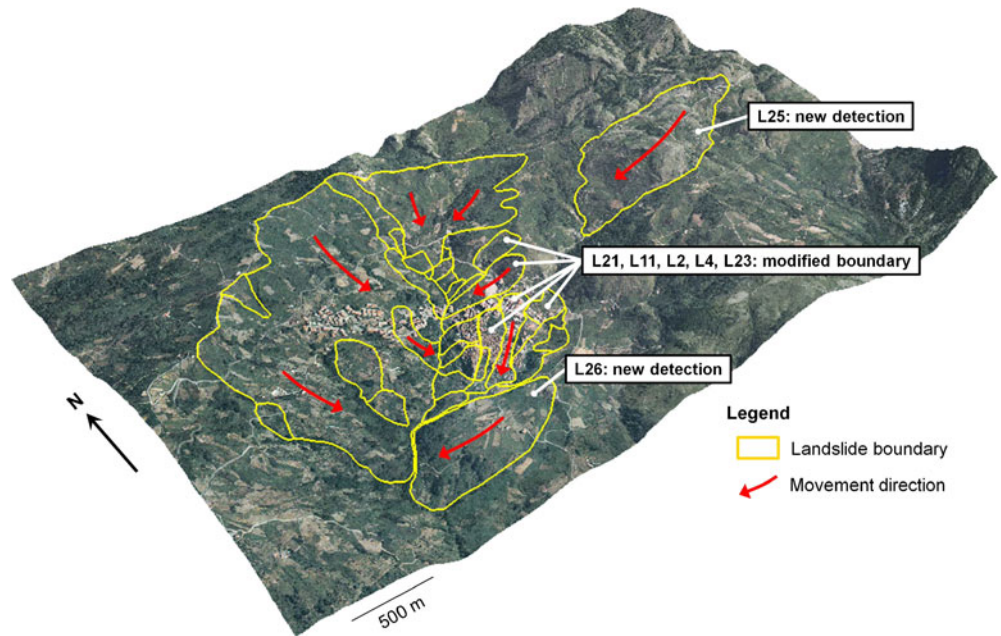 L25: new detection
L21, L11, L2, L4, L23: modified boundary
L26: new detection
N
Legend
Landslide boundary
Movement direction
500 m